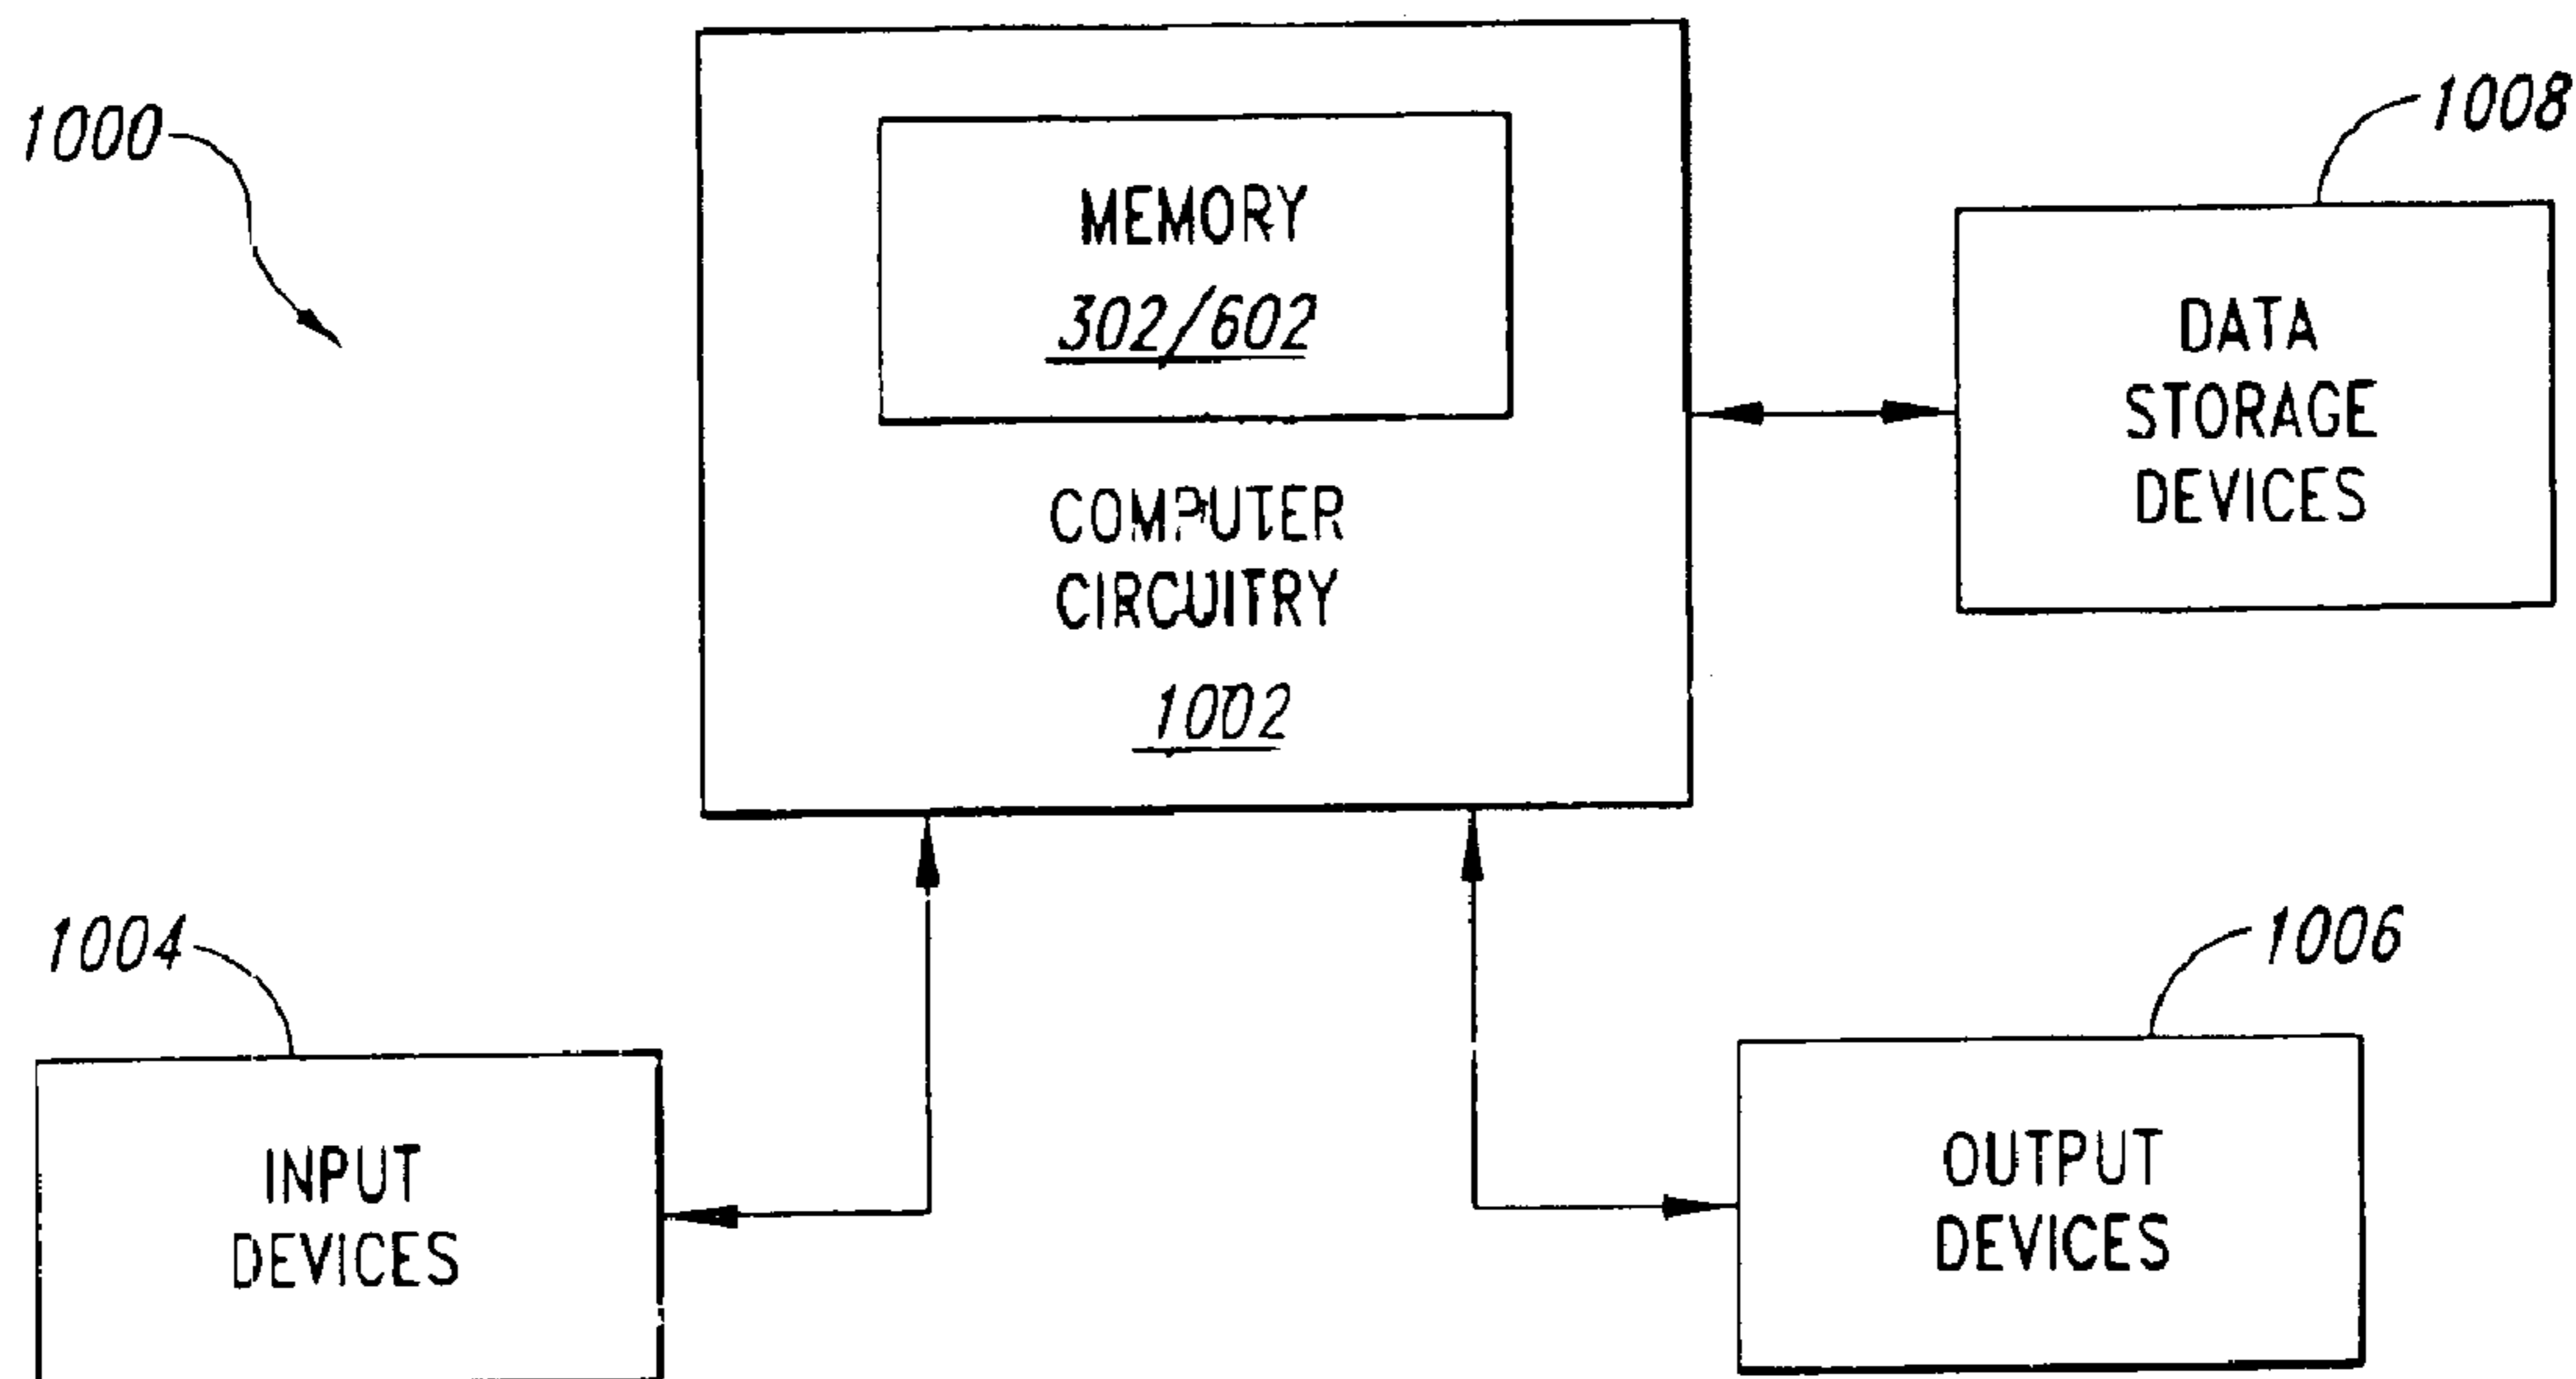 1000
MEMORY
302/602
COMPUTER
CIRCUITRY
1002
1008
DATA
STORAGE
DEVICES
1004
INPUT
DEVICES
1006
OUTPUT
DEVICES